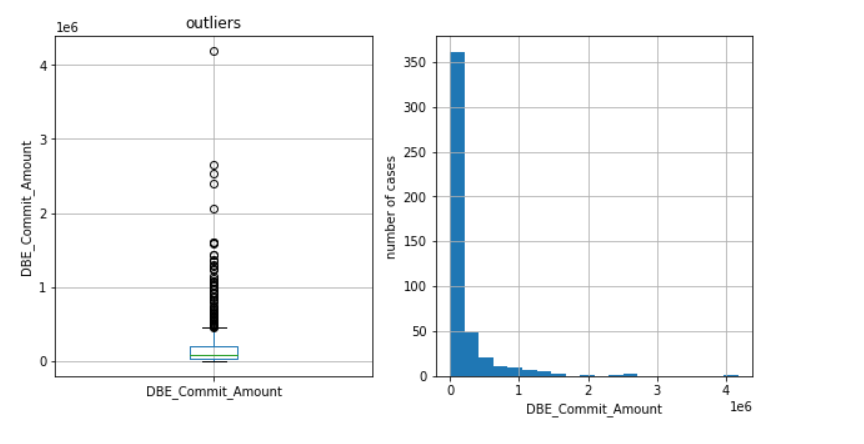 outliers
1e6
4
3
2
1
0
DBE_Commit_Amount
DBE_Commit_Amount
350
300
250
200
150
100
50
0
number of cases
0 1 2 3 4
1e6
DBE_Commit_Amount